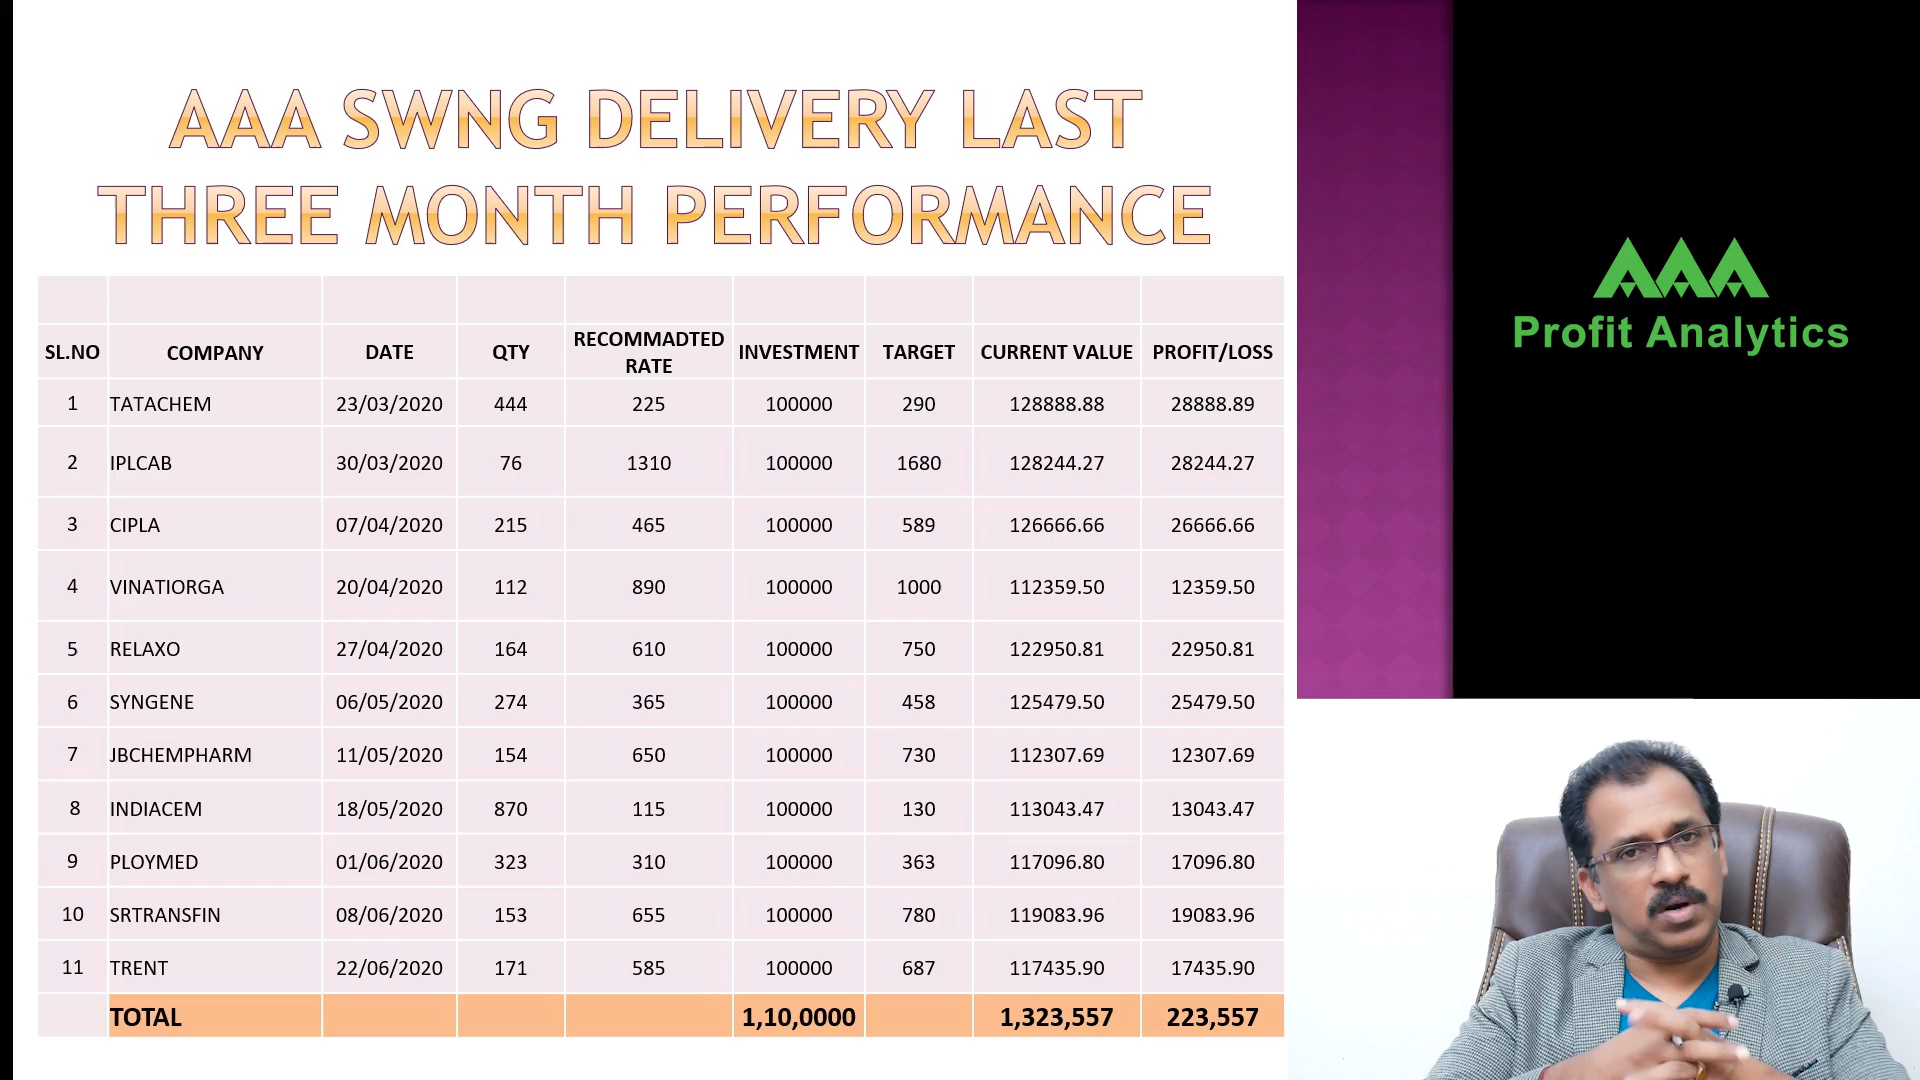 AAA SWNG DELIVERY LAST
THREE MONTH PERFORMANCE
SL.NO COMPANY DATE QTY RECOMMADTED RATE INVESTMENT TARGET CURRENT VALUE PROFIT/LOSS
1 TATACHEM 23/03/2020 444 225 100000 290 128888.88 28888.89
2 IPLCAB 30/03/2020 76 1310 100000 1680 128244.27 28244.27
3 CIPLA 07/04/2020 215 465 100000 589 126666.66 26666.66
4 VINATIORGA 20/04/2020 112 890 100000 1000 112359.50 12359.50
5 RELAXO 27/04/2020 164 610 100000 750 122950.81 22950.81
6 SYNGENE 06/05/2020 274 365 100000 458 125479.50 25479.50
7 JBCHEMPHARM 11/05/2020 154 650 100000 730 112307.69 12307.69
8 INDIACEM 18/05/2020 870 115 100000 130 113043.47 13043.47
9 PLOYMED 01/06/2020 323 310 100000 363 117096.80 17096.80
10 SRTRANSFIN 08/06/2020 153 655 100000 780 119083.96 19083.96
11 TRENT 22/06/2020 171 585 100000 687 117435.90 17435.90
TOTAL 1,10,0000 1,323,557 223,557
AAA
Profit Analytics